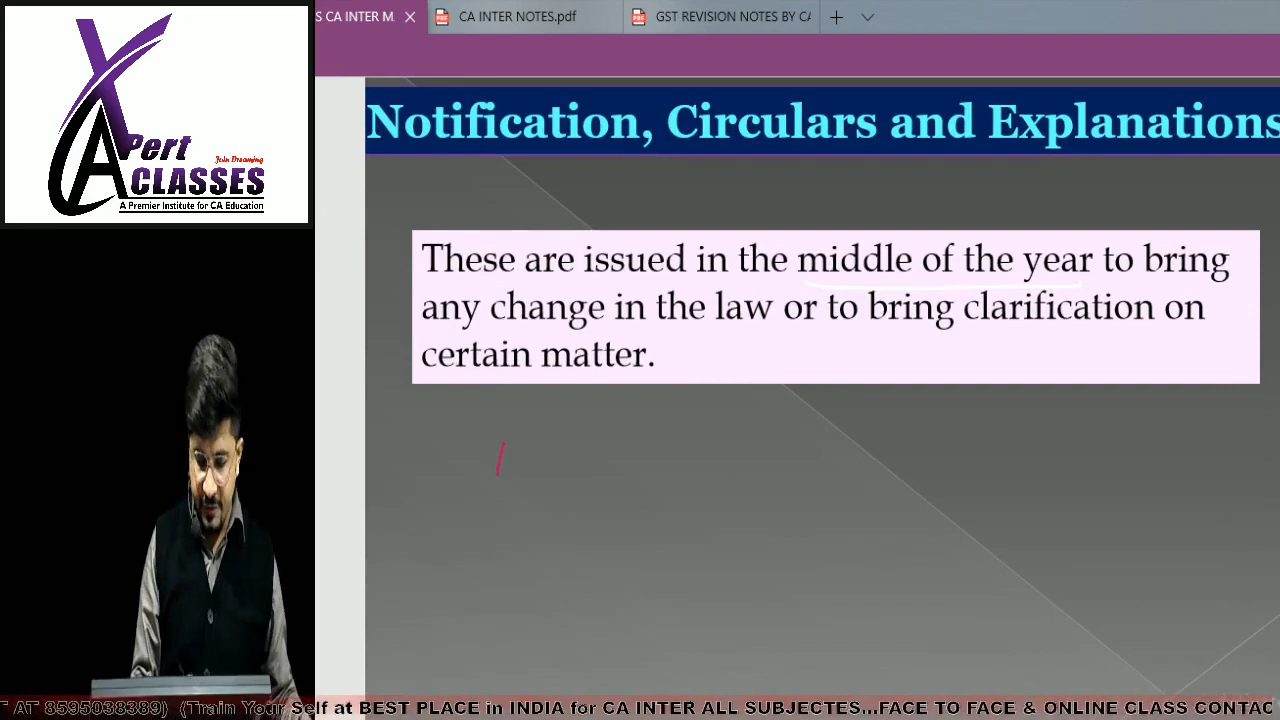 S CA INTER M.
CA INTER NOTES.pdf
GST REVISION NOTES BY CA
XPert
Join Dreaming
CA CLASSES
A Premier Institute for CA Education
Notification, Circulars and Explanations
These are issued in the middle of the year to bring
any change in the law or to bring clarification on
certain matter.
T AT 8595038389) (Train Your Self at BEST PLACE in INDIA for CA INTER ALL SUBJECTES...FACE TO FACE & ONLINE CLASS CONTAC